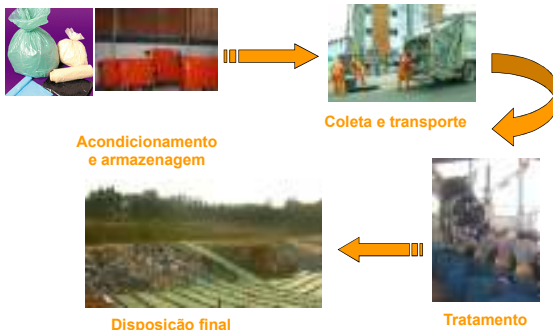 Acondicionamento
e armazenagem
Coleta e transporte
Tratamento
Disposição final